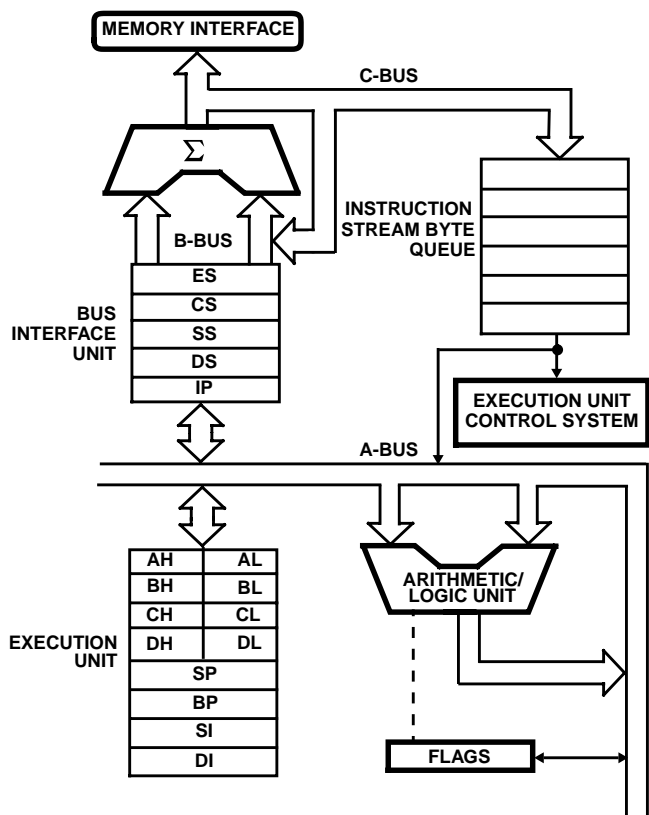 MEMORY INTERFACE
C-BUS
Σ
INSTRUCTION
STREAM BYTE
QUEUE
B-BUS
ES
CS
SS
DS
IP
BUS
INTERFACE
UNIT
EXECUTION UNIT
CONTROL SYSTEM
A-BUS
AH AL
BH BL
CH CL
DH DL
SP
BP
SI
DI
EXECUTION
UNIT
ARITHMETIC/
LOGIC UNIT
FLAGS